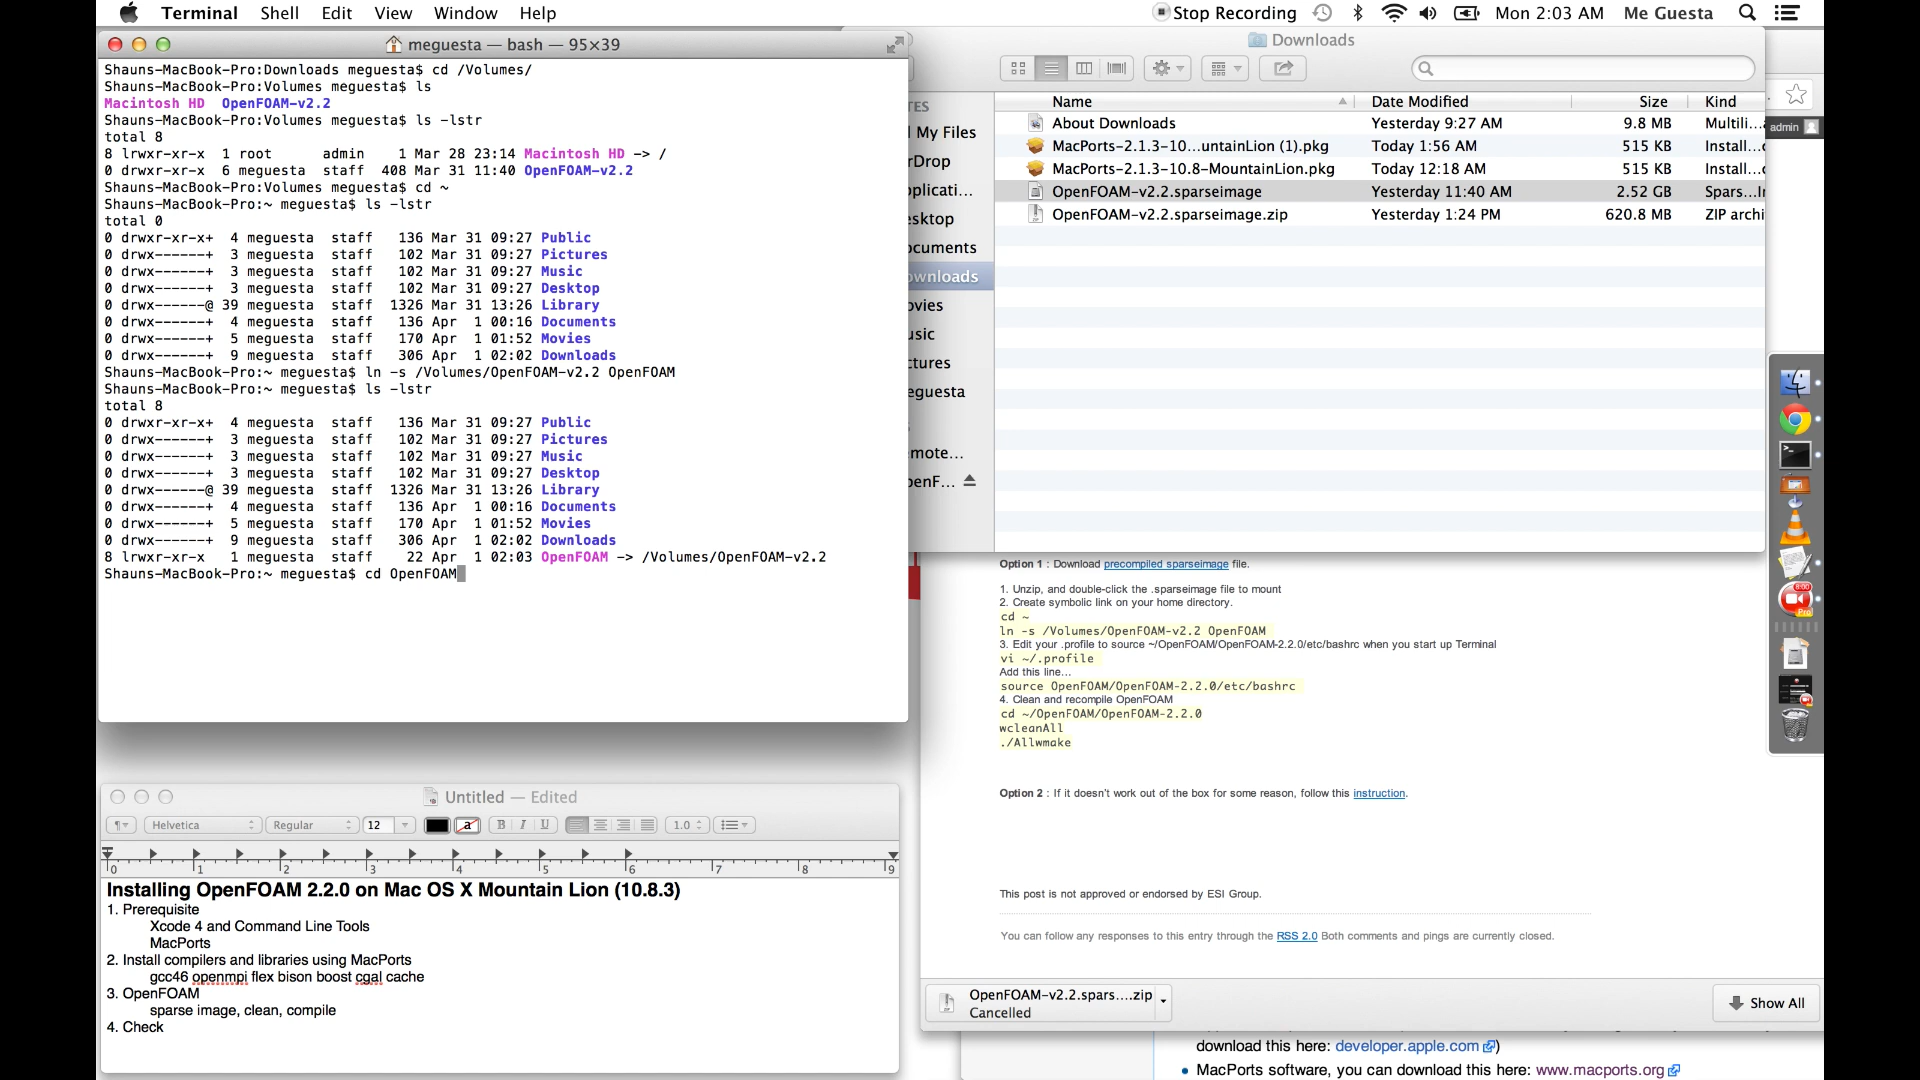 Terminal Shell Edit View Window Help
Stop Recording Mon 2:03 AM Me Guesta
meguesta — bash — 95×39
Shauns-MacBook-Pro:Downloads meguesta$ cd /Volumes/
Shauns-MacBook-Pro:Volumes meguesta$ ls
Macintosh HD OpenFOAM-v2.2
Shauns-MacBook-Pro:Volumes meguesta$ ls -lstr
total 8
8 lrwxr-xr-x 1 root admin 1 Mar 28 23:14 Macintosh HD -> /
0 drwxr-xr-x 6 meguesta staff 408 Mar 31 11:40 OpenFOAM-v2.2
Shauns-MacBook-Pro:Volumes meguesta$ cd ~
Shauns-MacBook-Pro:~ meguesta$ ls -lstr
total 0
0 drwxr-xr-x+ 4 meguesta staff 136 Mar 31 09:27 Public
0 drwx------+ 3 meguesta staff 102 Mar 31 09:27 Pictures
0 drwx------+ 3 meguesta staff 102 Mar 31 09:27 Music
0 drwx------+ 3 meguesta staff 102 Mar 31 09:27 Desktop
0 drwx------@ 39 meguesta staff 1326 Mar 31 13:26 Library
0 drwx------+ 4 meguesta staff 136 Apr 1 00:16 Documents
0 drwx------+ 5 meguesta staff 170 Apr 1 01:52 Movies
0 drwx------+ 9 meguesta staff 306 Apr 1 02:02 Downloads
Shauns-MacBook-Pro:~ meguesta$ ln -s /Volumes/OpenFOAM-v2.2 OpenFOAM
Shauns-MacBook-Pro:~ meguesta$ ls -lstr
total 8
0 drwxr-xr-x+ 4 meguesta staff 136 Mar 31 09:27 Public
0 drwx------+ 3 meguesta staff 102 Mar 31 09:27 Pictures
0 drwx------+ 3 meguesta staff 102 Mar 31 09:27 Music
0 drwx------+ 3 meguesta staff 102 Mar 31 09:27 Desktop
0 drwx------@ 39 meguesta staff 1326 Mar 31 13:26 Library
0 drwx------+ 4 meguesta staff 136 Apr 1 00:16 Documents
0 drwx------+ 5 meguesta staff 170 Apr 1 01:52 Movies
0 drwx------+ 9 meguesta staff 306 Apr 1 02:02 Downloads
8 lrwxr-xr-x 1 meguesta staff 22 Apr 1 02:03 OpenFOAM -> /Volumes/OpenFOAM-v2.2
Shauns-MacBook-Pro:~ meguesta$ cd OpenFOAM
Downloads
TES
l My Files
rDrop
pplicati...
esktop
ocuments
ownloads
ovies
usic
ctures
eguesta
mote...
penF...
Name Date Modified Size Kind
About Downloads Yesterday 9:27 AM 9.8 MB Multili...
MacPorts-2.1.3-10...untainLion (1).pkg Today 1:56 AM 515 KB Install...
MacPorts-2.1.3-10.8-MountainLion.pkg Today 12:18 AM 515 KB Install...
OpenFOAM-v2.2.sparseimage Yesterday 11:40 AM 2.52 GB Spars...I
OpenFOAM-v2.2.sparseimage.zip Yesterday 1:24 PM 620.8 MB ZIP archi
admin
Option 1 : Download precompiled sparseimage file.
1. Unzip, and double-click the .sparseimage file to mount
2. Create symbolic link on your home directory.
cd ~
ln -s /Volumes/OpenFOAM-v2.2 OpenFOAM
3. Edit your .profile to source ~/OpenFOAM/OpenFOAM-2.2.0/etc/bashrc when you start up Terminal
vi ~/.profile
Add this line...
source OpenFOAM/OpenFOAM-2.2.0/etc/bashrc
4. Clean and recompile OpenFOAM
cd ~/OpenFOAM/OpenFOAM-2.2.0
wcleanAll
./Allwmake
Option 2 : If it doesn't work out of the box for some reason, follow this instruction.
This post is not approved or endorsed by ESI Group.
You can follow any responses to this entry through the RSS 2.0 Both comments and pings are currently closed.
OpenFOAM-v2.2.spars....zip
Cancelled
Show All
download this here: developer.apple.com)
• MacPorts software, you can download this here: www.macports.org
Untitled — Edited
Helvetica Regular 12 a B I U 1.0
0 1 2 3 4 5 6 7 8 9
Installing OpenFOAM 2.2.0 on Mac OS X Mountain Lion (10.8.3)
1. Prerequisite
Xcode 4 and Command Line Tools
MacPorts
2. Install compilers and libraries using MacPorts
gcc46 openmpi flex bison boost cgal cache
3. OpenFOAM
sparse image, clean, compile
4. Check